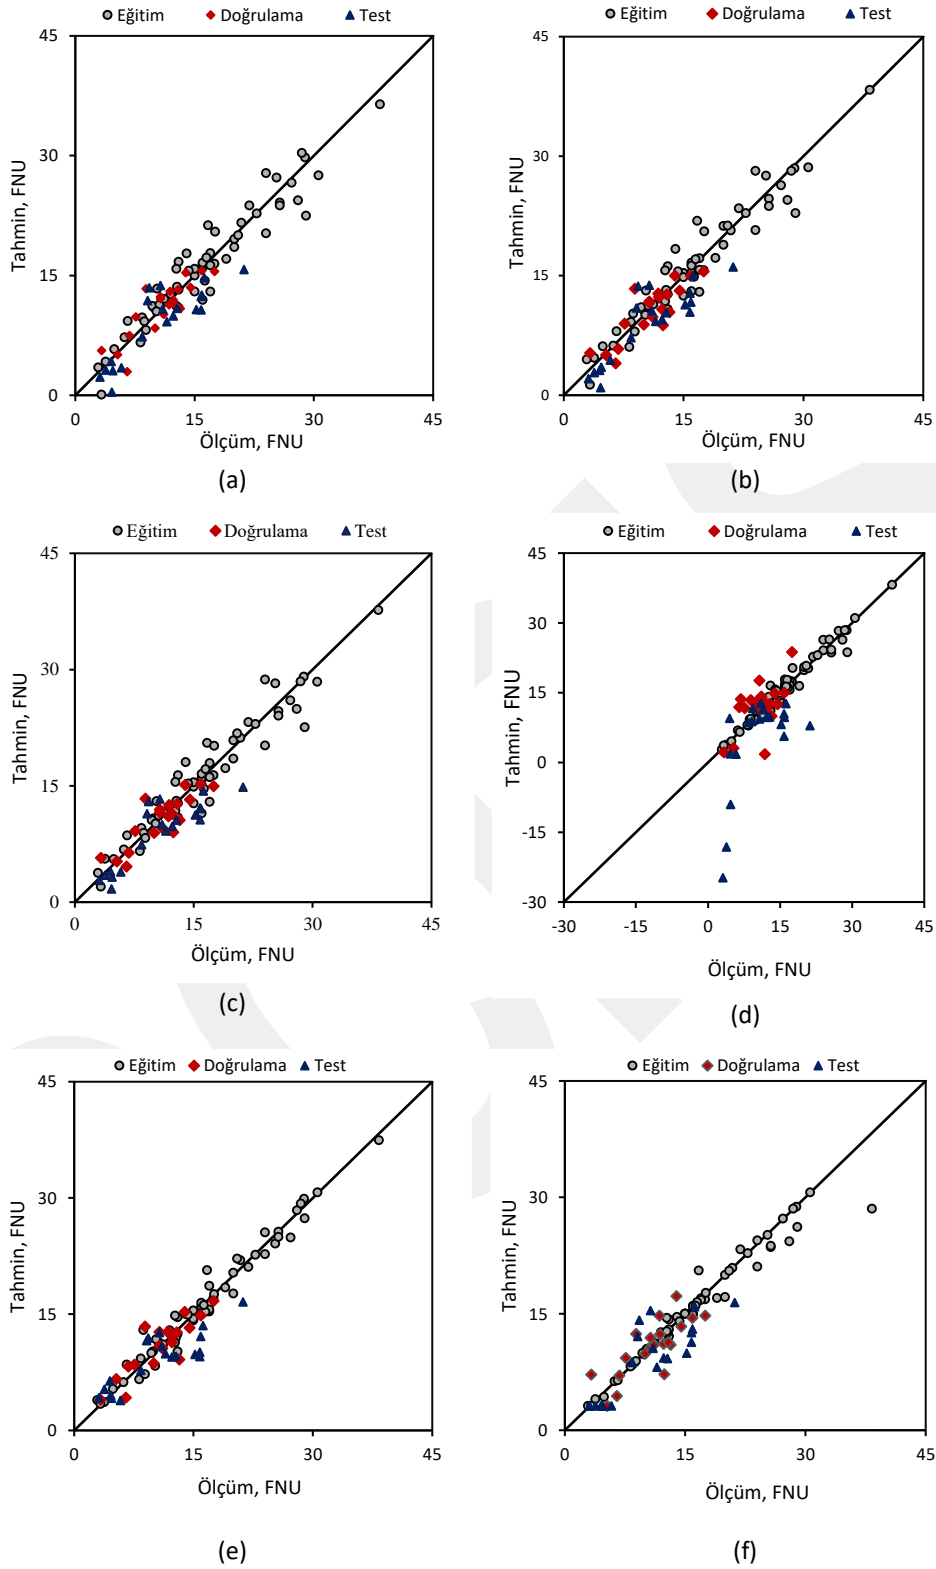 Eğitim Doğrulama Test
45
30
15
0
0 15 30 45
Tahmin, FNU
Ölçüm, FNU
(a)
Eğitim Doğrulama Test
45
30
15
0
0 15 30 45
Tahmin, FNU
Ölçüm, FNU
(b)
Eğitim Doğrulama Test
45
30
15
0
0 15 30 45
Tahmin, FNU
Ölçüm, FNU
(c)
Eğitim Doğrulama Test
45
30
15
0
-15
-30
-30 -15 0 15 30 45
Tahmin, FNU
Ölçüm, FNU
(d)
Eğitim Doğrulama Test
45
30
15
0
0 15 30 45
Tahmin, FNU
Ölçüm, FNU
(e)
Eğitim Doğrulama Test
45
30
15
0
0 15 30 45
Tahmin, FNU
Ölçüm, FNU
(f)